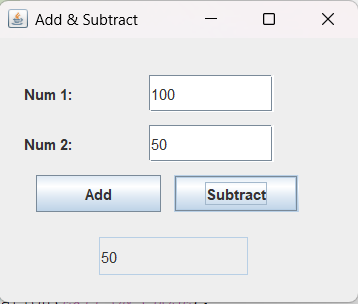 Add & Subtract
Num 1: 100
Num 2: 50
Add Subtract
50